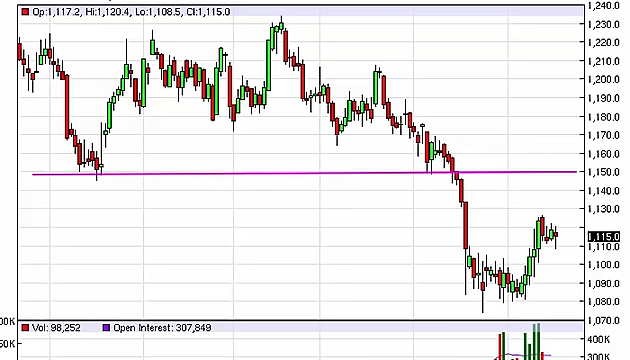 Op:1,117.2, Hi:1,120.4, Lo:1,108.5, Cl:1,115.0
1,240.0
1,230.0
1,220.0
1,210.0
1,200.0
1,190.0
1,180.0
1,170.0
1,160.0
1,150.0
1,130.0
1,115.0
1,110.0
1,100.0
1,090.0
1,080.0
1,070.0
Vol: 98,252 Open Interest: 307,849
00K
50K
400K
300K